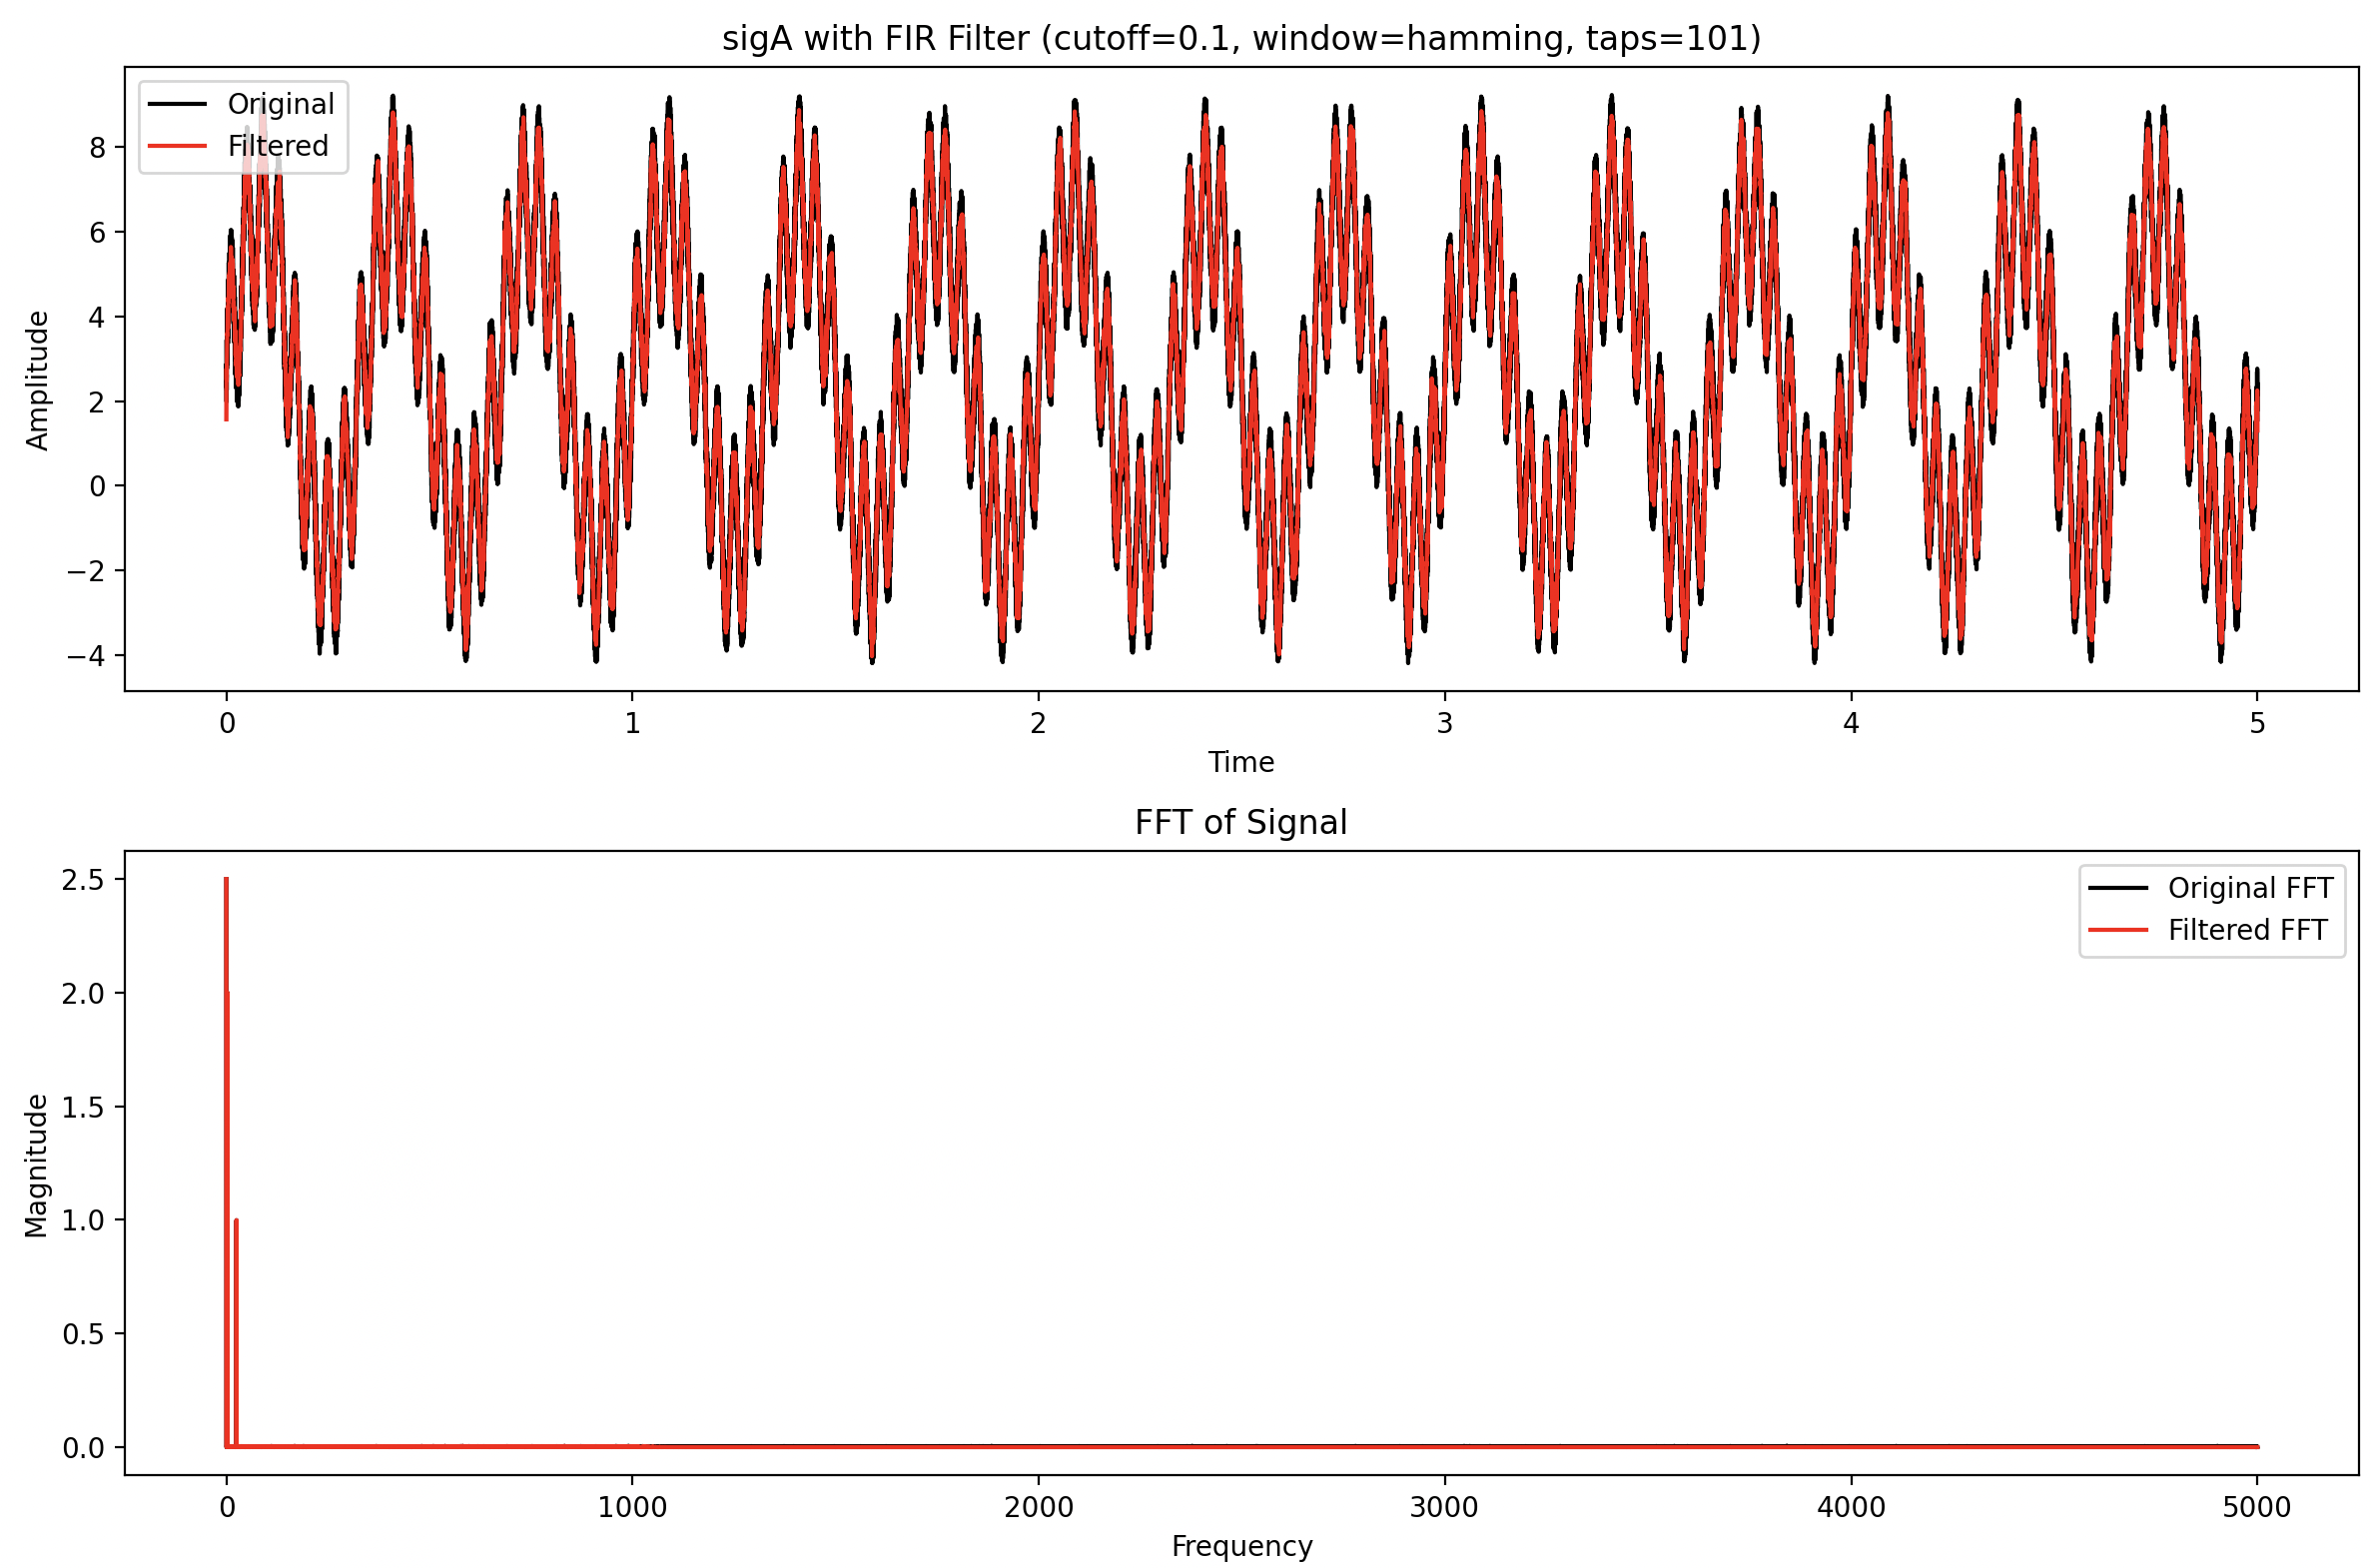 sigA with FIR Filter (cutoff=0.1, window=hamming, taps=101)
Original
Filtered
Amplitude
8
6
4
2
0
−2
−4
0 1 2 3 4 5
Time
FFT of Signal
Original FFT
Filtered FFT
Magnitude
2.5
2.0
1.5
1.0
0.5
0.0
0 1000 2000 3000 4000 5000
Frequency